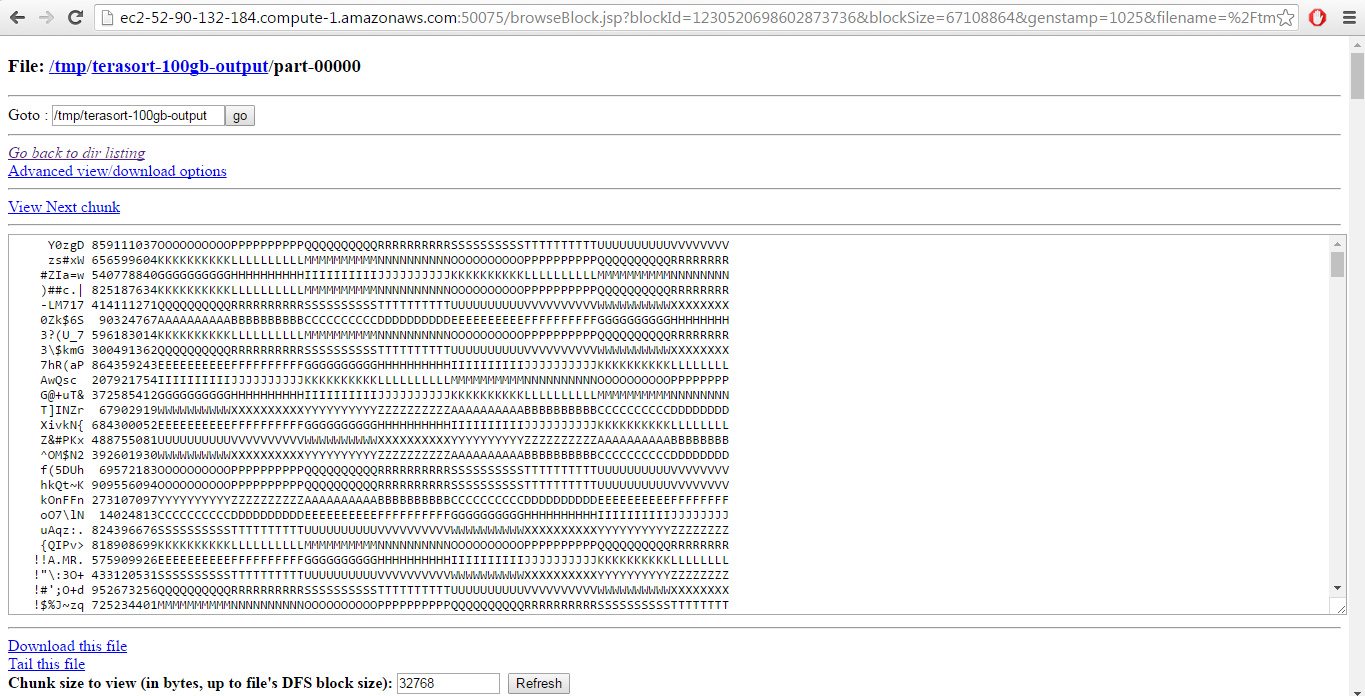 ec2-52-90-132-184.compute-1.amazonaws.com:50075/browseBlock.jsp?blockId=1230520698602873736&blockSize=67108864&genstamp=1025&filename=%2Ftm
File: /tmp/terasort-100gb-output/part-00000
Goto : /tmp/terasort-100gb-output go
Go back to dir listing
Advanced view/download options
View Next chunk
Y0zgD 859111037OOOOOOOOOOPPPPPPPPPPQQQQQQQQQQRRRRRRRRRRSSSSSSSSSSTTTTTTTTTTUUUUUUUUUUVVVVVVVV
zs#xW 656599604KKKKKKKKKKLLLLLLLLLLMMMMMMMMMMNNNNNNNNNNOOOOOOOOOOPPPPPPPPPPQQQQQQQQQQRRRRRRRR
#ZIa=w 540778840GGGGGGGGGGHHHHHHHHHHIIIIIIIIIIJJJJJJJJJJKKKKKKKKKKLLLLLLLLLLMMMMMMMMMMNNNNNNNN
)##c.| 825187634KKKKKKKKKKLLLLLLLLLLMMMMMMMMMMNNNNNNNNNNOOOOOOOOOOPPPPPPPPPPQQQQQQQQQQRRRRRRRR
-LM717 414111271QQQQQQQQQQRRRRRRRRRRSSSSSSSSSSTTTTTTTTTTUUUUUUUUUUVVVVVVVVVVWWWWWWWWWWXXXXXXXX
0Zk$6S 90324767AAAAAAAAAABBBBBBBBBBCCCCCCCCCCDDDDDDDDDDEEEEEEEEEEFFFFFFFFFFGGGGGGGGGGHHHHHHHH
3?(U_7 596183014KKKKKKKKKKLLLLLLLLLLMMMMMMMMMMNNNNNNNNNNOOOOOOOOOOPPPPPPPPPPQQQQQQQQQQRRRRRRRR
3\$kmG 300491362QQQQQQQQQQRRRRRRRRRRSSSSSSSSSSTTTTTTTTTTUUUUUUUUUUVVVVVVVVVVWWWWWWWWWWXXXXXXXX
7hR(aP 864359243EEEEEEEEEEFFFFFFFFFFGGGGGGGGGGHHHHHHHHHHIIIIIIIIIIJJJJJJJJJJKKKKKKKKKKLLLLLLLL
AwQsc 207921754IIIIIIIIIIJJJJJJJJJJKKKKKKKKKKLLLLLLLLLLMMMMMMMMMMNNNNNNNNNNOOOOOOOOOOPPPPPPPP
G@+uT& 372585412GGGGGGGGGGHHHHHHHHHHIIIIIIIIIIJJJJJJJJJJKKKKKKKKKKLLLLLLLLLLMMMMMMMMMMNNNNNNNN
T]INZr 67902919WWWWWWWWWWXXXXXXXXXXYYYYYYYYYYZZZZZZZZZZAAAAAAAAAABBBBBBBBBBCCCCCCCCCCDDDDDDDD
XivkN{ 684300052EEEEEEEEEEFFFFFFFFFFGGGGGGGGGGHHHHHHHHHHIIIIIIIIIIJJJJJJJJJJKKKKKKKKKKLLLLLLLL
Z&#PKx 488755081UUUUUUUUUUVVVVVVVVVVWWWWWWWWWWXXXXXXXXXXYYYYYYYYYYZZZZZZZZZZAAAAAAAAAABBBBBBBB
^OM$N2 392601930WWWWWWWWWWXXXXXXXXXXYYYYYYYYYYZZZZZZZZZZAAAAAAAAAABBBBBBBBBBCCCCCCCCCCDDDDDDDD
f(5DUh 69572183OOOOOOOOOOPPPPPPPPPPQQQQQQQQQQRRRRRRRRRRSSSSSSSSSSTTTTTTTTTTUUUUUUUUUUVVVVVVVV
hkQt~K 909556094OOOOOOOOOOPPPPPPPPPPQQQQQQQQQQRRRRRRRRRRSSSSSSSSSSTTTTTTTTTTUUUUUUUUUUVVVVVVVV
kOnFFn 273107097YYYYYYYYYYZZZZZZZZZZAAAAAAAAAABBBBBBBBBBCCCCCCCCCCDDDDDDDDDDEEEEEEEEEEFFFFFFFF
oO7\lN 14024813CCCCCCCCCCDDDDDDDDDDEEEEEEEEEEFFFFFFFFFFGGGGGGGGGGHHHHHHHHHHIIIIIIIIIIJJJJJJJJ
uAqz:. 824396676SSSSSSSSSSTTTTTTTTTTUUUUUUUUUUVVVVVVVVVVWWWWWWWWWWXXXXXXXXXXYYYYYYYYYYZZZZZZZZ
{QIPv> 818908699KKKKKKKKKKLLLLLLLLLLMMMMMMMMMMNNNNNNNNNNOOOOOOOOOOPPPPPPPPPPQQQQQQQQQQRRRRRRRR
!!A.MR. 575909926EEEEEEEEEEFFFFFFFFFFGGGGGGGGGGHHHHHHHHHHIIIIIIIIIIJJJJJJJJJJKKKKKKKKKKLLLLLLLL
!"\:3O+ 433120531SSSSSSSSSSTTTTTTTTTTUUUUUUUUUUVVVVVVVVVVWWWWWWWWWWXXXXXXXXXXYYYYYYYYYYZZZZZZZZ
!#';O+d 952673256QQQQQQQQQQRRRRRRRRRRSSSSSSSSSSTTTTTTTTTTUUUUUUUUUUVVVVVVVVVVWWWWWWWWWWXXXXXXXX
!$%J~zq 725234401MMMMMMMMMMNNNNNNNNNNOOOOOOOOOOPPPPPPPPPPQQQQQQQQQQRRRRRRRRRRSSSSSSSSSSTTTTTTTT
Download this file
Tail this file
Chunk size to view (in bytes, up to file's DFS block size): 32768 Refresh